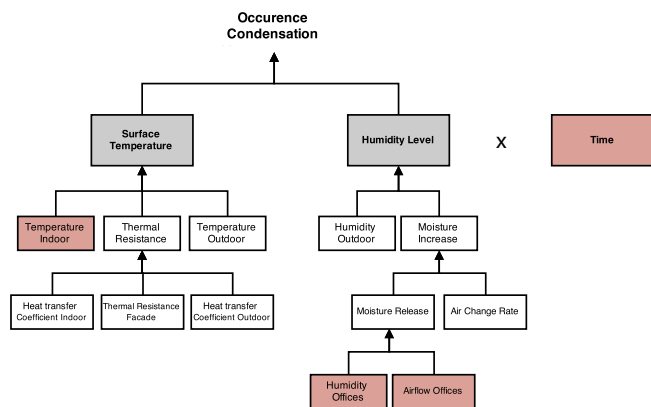 Occurence
Condensation
Surface
Temperature
Humidity Level
x
Time
Temperature
Indoor
Thermal
Resistance
Temperature
Outdoor
Humidity
Outdoor
Moisture
Increase
Heat transfer
Coefficient Indoor
Thermal Resistance
Facade
Heat transfer
Coefficient Outdoor
Moisture Release
Air Change Rate
Humidity
Offices
Airflow Offices